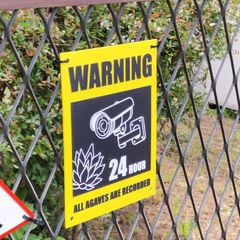 WARNING
24 HOUR
ALL AGAVES ARE RECORDED